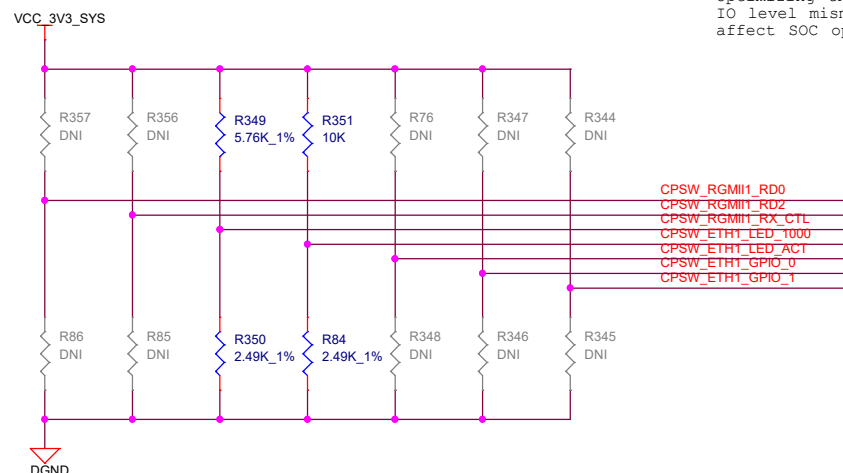 VCC_3V3_SYS
IO level
affect SOC
R357
DNI
R356
DNI
R349
5.76K_1%
R351
10K
R76
DNI
R347
DNI
R344
DNI
CPSW_RGMII1_RD0
CPSW_RGMII1_RD2
CPSW_RGMII1_RX_CTL
CPSW_ETH1_LED_1000
CPSW_ETH1_LED_ACT
CPSW_ETH1_GPIO_0
CPSW_ETH1_GPIO_1
R86
DNI
R85
DNI
R350
2.49K_1%
R84
2.49K_1%
R348
DNI
R346
DNI
R345
DNI
DGND